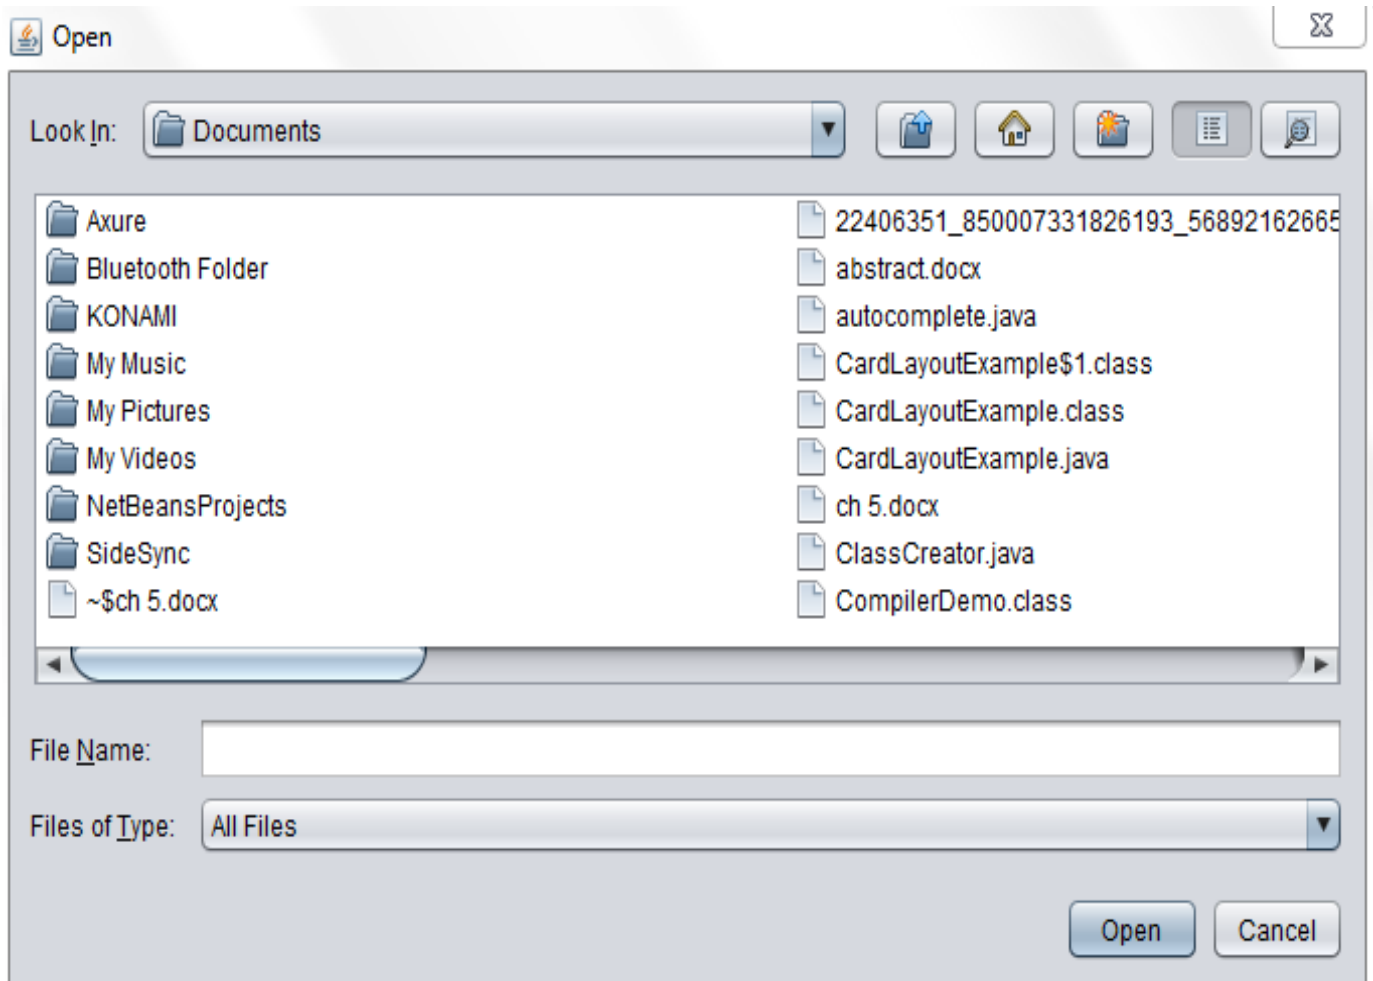 Open
Look In: Documents
Axure
Bluetooth Folder
KONAMI
My Music
My Pictures
My Videos
NetBeansProjects
SideSync
~$ch 5.docx
22406351_850007331826193_56892162665
abstract.docx
autocomplete.java
CardLayoutExample$1.class
CardLayoutExample.class
CardLayoutExample.java
ch 5.docx
ClassCreator.java
CompilerDemo.class
File Name:
Files of Type: All Files
Open Cancel